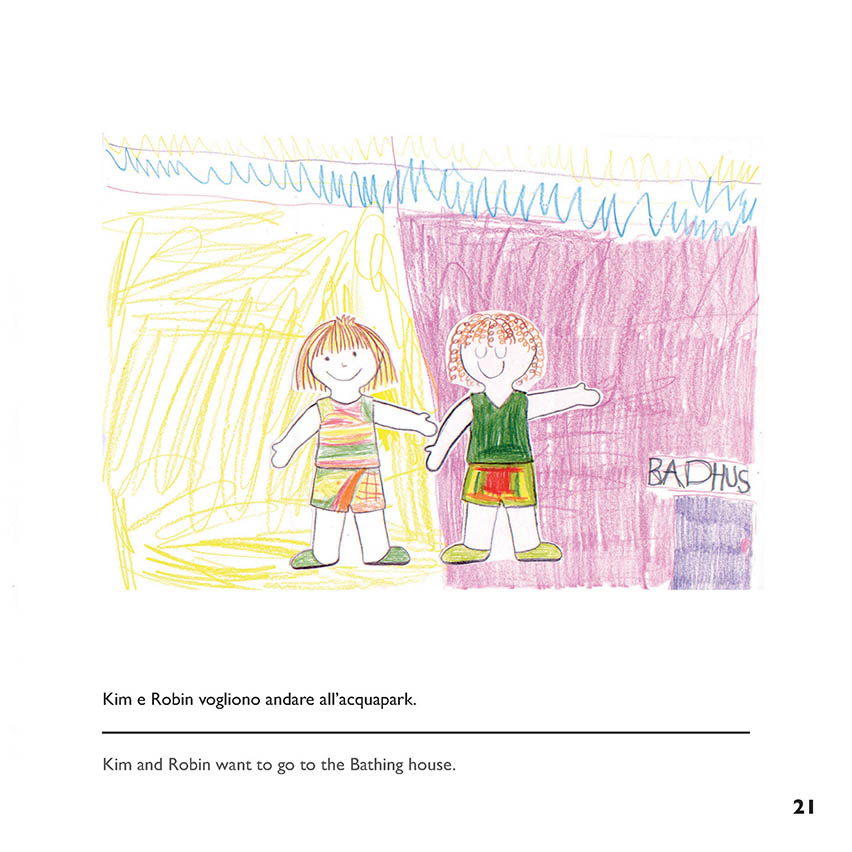 BADHUS
Kim e Robin vogliono andare all’acquapark.
Kim and Robin want to go to the Bathing house.
21